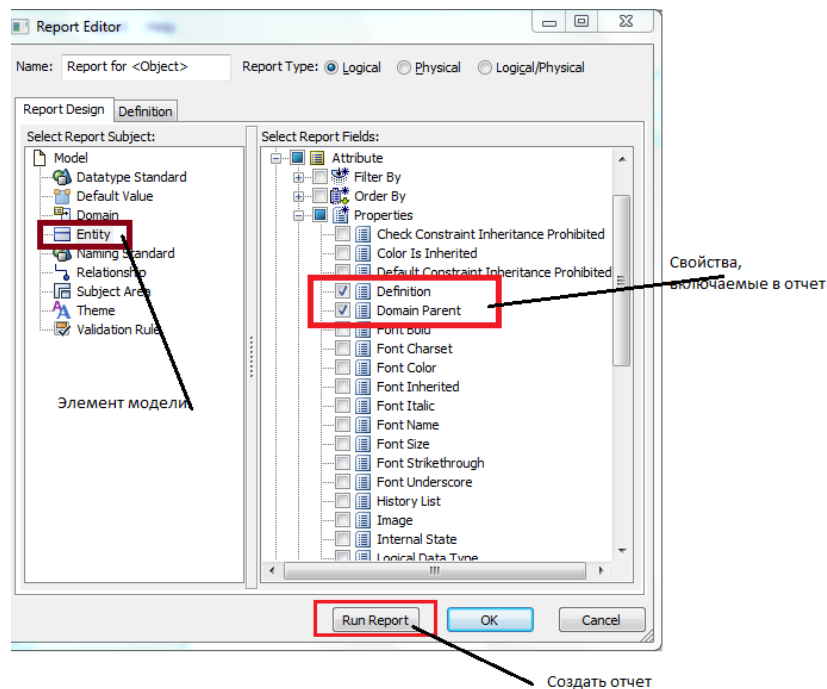 Report Editor
Name: Report for <Object> Report Type: Logical Physical Logical/Physical
Report Design Definition
Select Report Subject:
Model
Datatype Standard
Default Value
Domain
Entity
Naming Standard
Relationship
Subject Area
Theme
Validation Rule
Элемент модели
Select Report Fields:
Attribute
Filter By
Order By
Properties
Check Constraint Inheritance Prohibited
Color Is Inherited
Default Constraint Inheritance Prohibited
Definition
Domain Parent
Font Bold
Font Charset
Font Color
Font Inherited
Font Italic
Font Name
Font Size
Font Strikethrough
Font Underscore
History List
Image
Internal State
Logical Data Type
Свойства,
включаемые в отчет
Run Report OK Cancel
Создать отчет